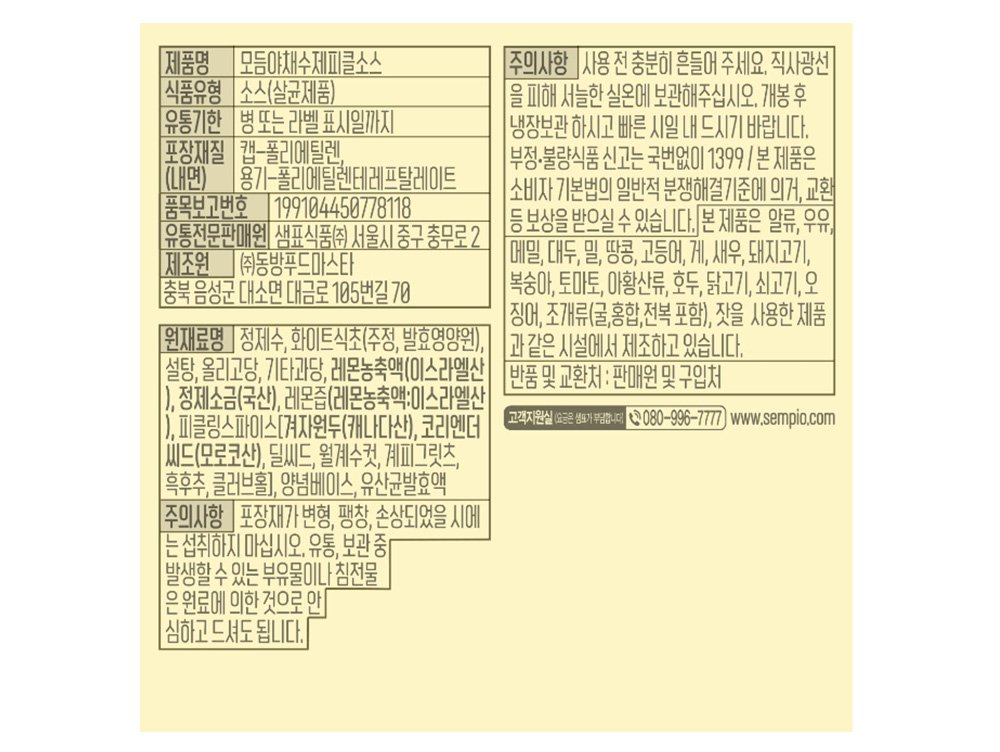 제품명 모듬야채수제피클소스
식품유형 소스(살균제품)
유통기한 병 또는 라벨 표시일까지
포장재질 캡-폴리에틸렌,
(내면) 용기-폴리에틸렌테레프탈레이트
품목보고번호 199104450778118
유통전문판매원 샘표식품㈜ 서울시 중구 충무로 2
제조원 ㈜동방푸드마스타
충북 음성군 대소면 대금로 105번길 70
원재료명 정제수, 화이트식초(주정, 발효영양원),
설탕, 올리고당, 기타과당, 레몬농축액(이스라엘산
), 정제소금(국산), 레몬즙(레몬농축액:이스라엘산
), 피클링스파이스[겨자원두(캐나다산), 코리엔더
씨드(모로코산), 딜씨드, 월계수컷, 계피그릿츠,
흑후추, 클러브홀], 양념베이스, 유산균발효액
주의사항 포장재가 변형, 팽창, 손상되었을 시에
는 섭취하지 마십시오. 유통, 보관 중
발생할 수 있는 부유물이나 침전물
은 원료에 의한 것으로 안
심하고 드셔도 됩니다.
주의사항 사용 전 충분히 흔들어 주세요. 직사광선
을 피해 서늘한 실온에 보관해주십시오. 개봉 후
냉장보관 하시고 빠른 시일 내 드시기 바랍니다.
부정·불량식품 신고는 국번없이 1399 / 본 제품은
소비자 기본법의 일반적 분쟁해결기준에 의거, 교환
등 보상을 받으실 수 있습니다. 본 제품은 알류, 우유,
메밀, 대두, 밀, 땅콩, 고등어, 게, 새우, 돼지고기,
복숭아, 토마토, 아황산류, 호두, 닭고기, 쇠고기, 오
징어, 조개류(굴,홍합,전복 포함), 잣을 사용한 제품
과 같은 시설에서 제조하고 있습니다.
반품 및 교환처 : 판매원 및 구입처
고객지원실 (요금은 샘표가 부담합니다) 080-996-7777 www.sempio.com